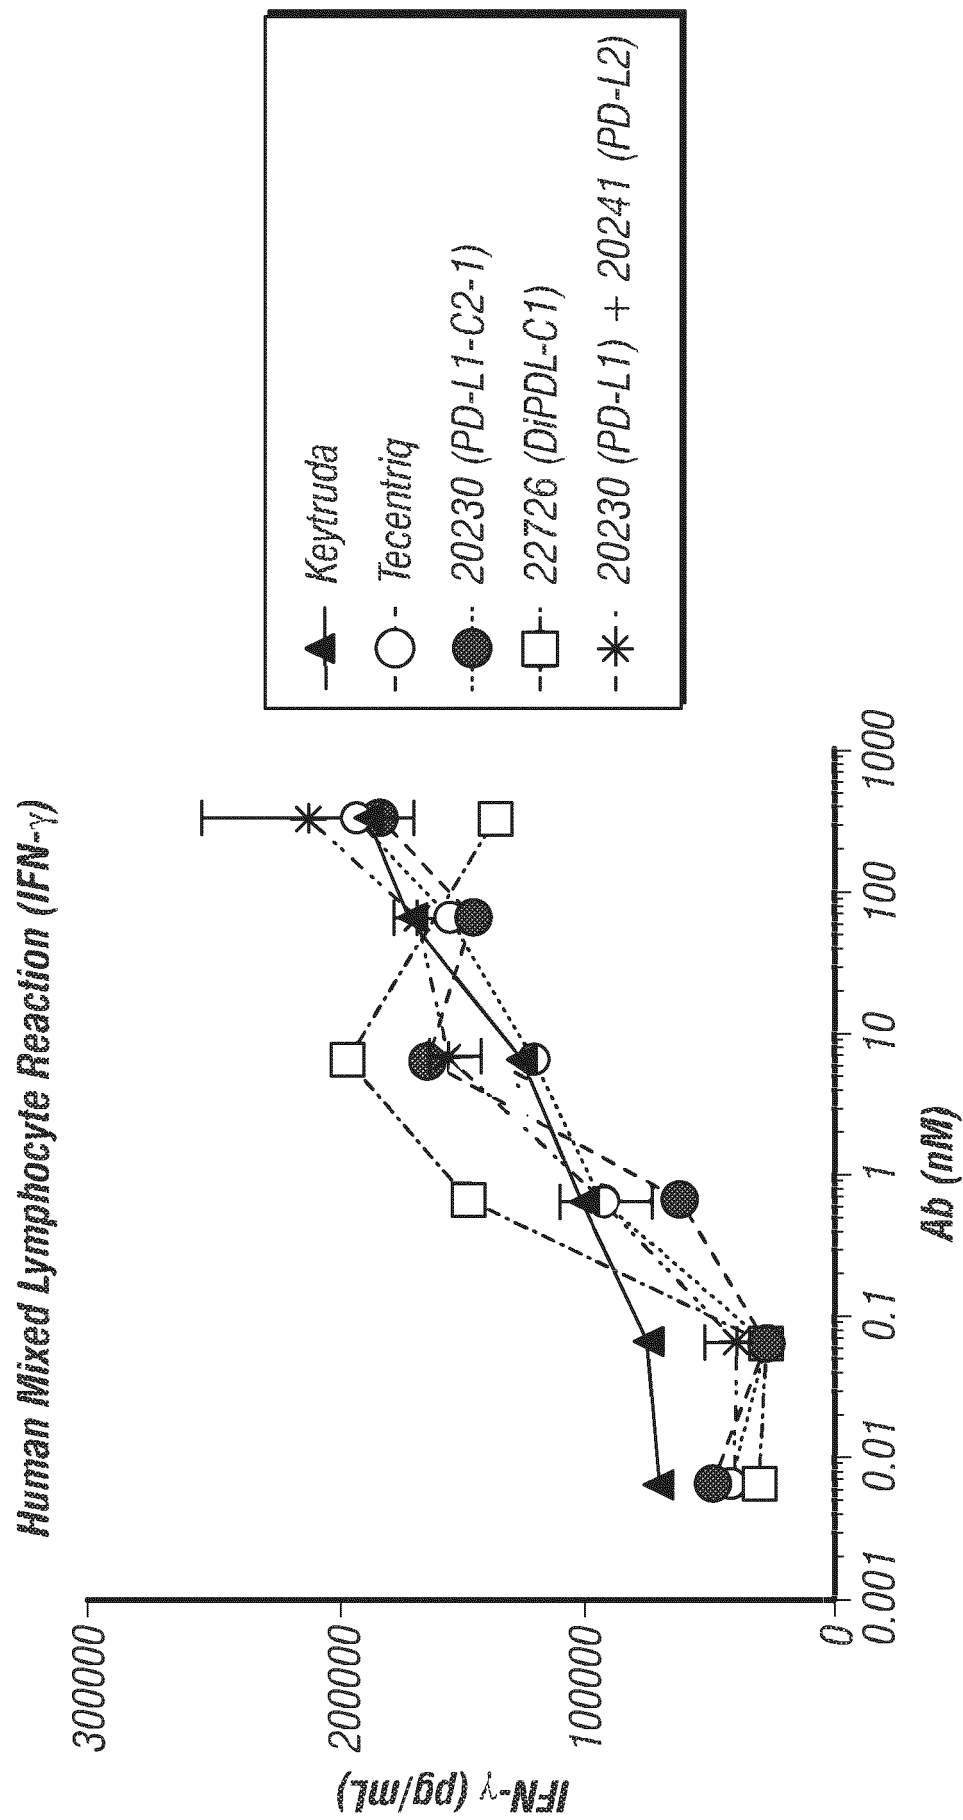 Human Mixed Lymphocyte Reaction (IFN-γ)
300000
200000
100000
0
IFN-γ (pg/mL)
0.001
0.01
0.1
1
10
100
1000
Ab (nM)
Keytruda
Tecentriq
20230 (PD-L1-C2-1)
22726 (DiPDL-C1)
20230 (PD-L1) + 20241 (PD-L2)